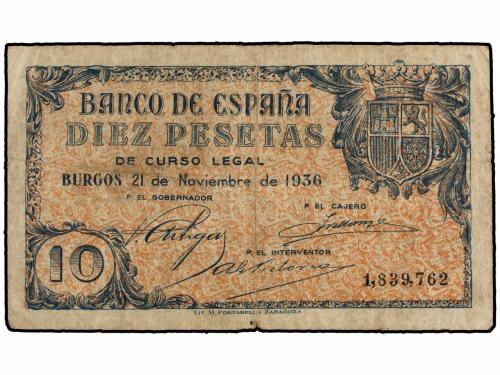 BANCO DE ESPAÑA
DIEZ PESETAS
DE CURSO LEGAL
BURGOS 21 de Noviembre de 1936
P. EL GOBERNADOR
P. EL CAJERO
P. EL INTERVENTOR
10
1,839,762
LIT. M. PORTABELLA ZARAGOZA